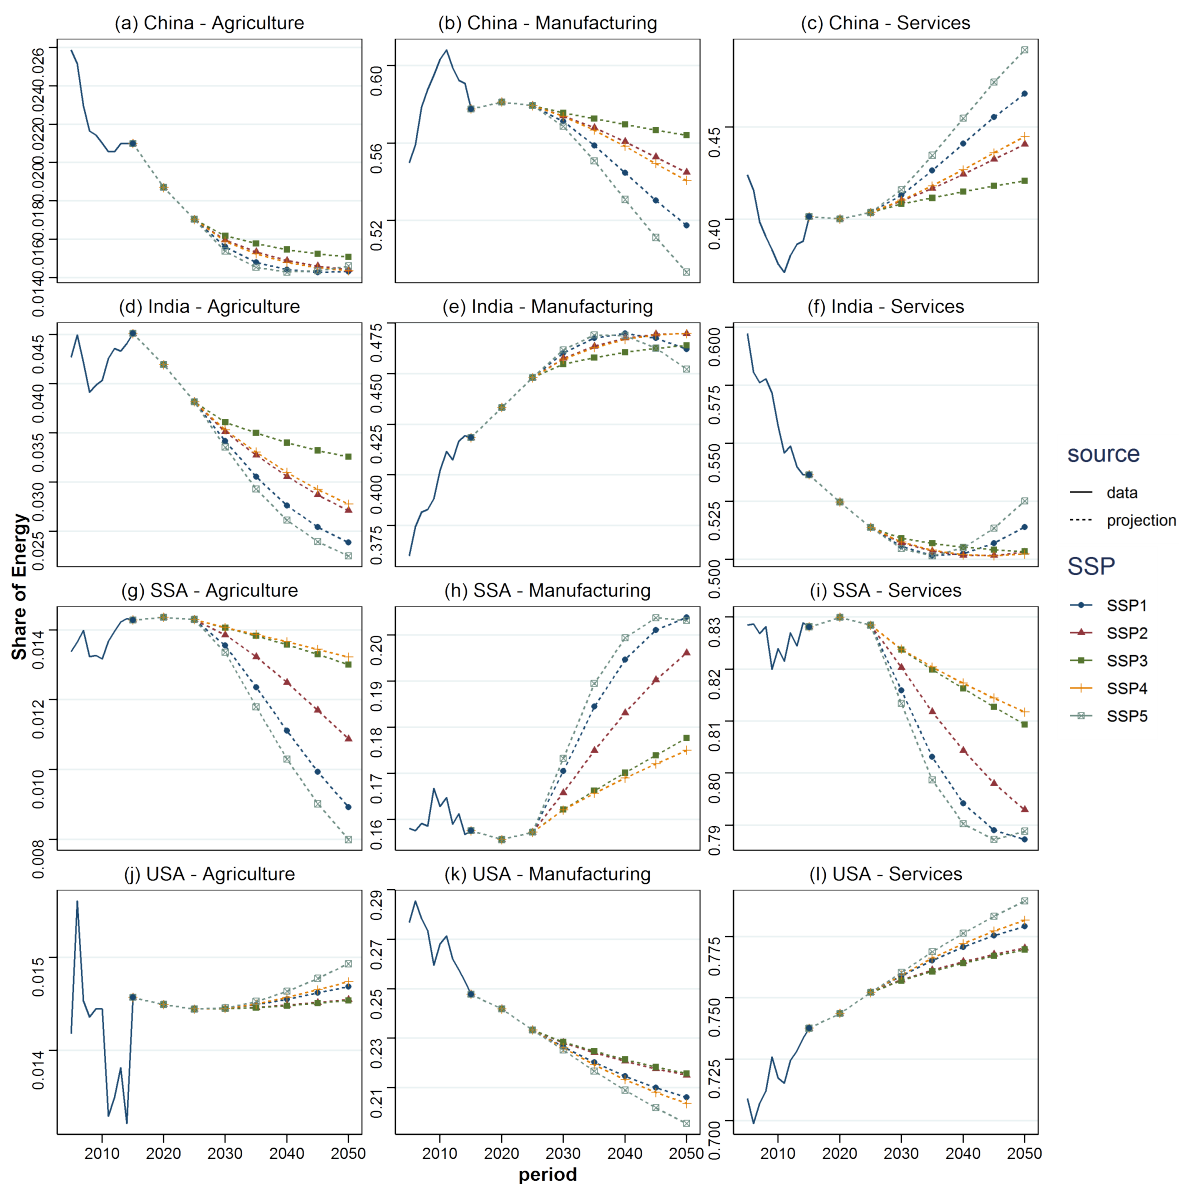 (a) China - Agriculture
(b) China - Manufacturing
(c) China - Services
0.026
0.024
0.022
0.020
0.018
0.016
0.014
0.60
0.56
0.52
0.45
0.40
(d) India - Agriculture
(e) India - Manufacturing
(f) India - Services
0.045
0.040
0.035
0.030
0.025
0.475
0.450
0.425
0.400
0.375
0.600
0.575
0.550
0.525
0.500
(g) SSA - Agriculture
(h) SSA - Manufacturing
(i) SSA - Services
0.014
0.012
0.010
0.008
0.20
0.19
0.18
0.17
0.16
0.83
0.82
0.81
0.80
0.79
(j) USA - Agriculture
(k) USA - Manufacturing
(l) USA - Services
0.015
0.014
0.29
0.27
0.25
0.23
0.21
0.775
0.750
0.725
0.700
2010 2020 2030 2040 2050
2010 2020 2030 2040 2050
2010 2020 2030 2040 2050
period
Share of Energy
source
data
projection
SSP
SSP1
SSP2
SSP3
SSP4
SSP5